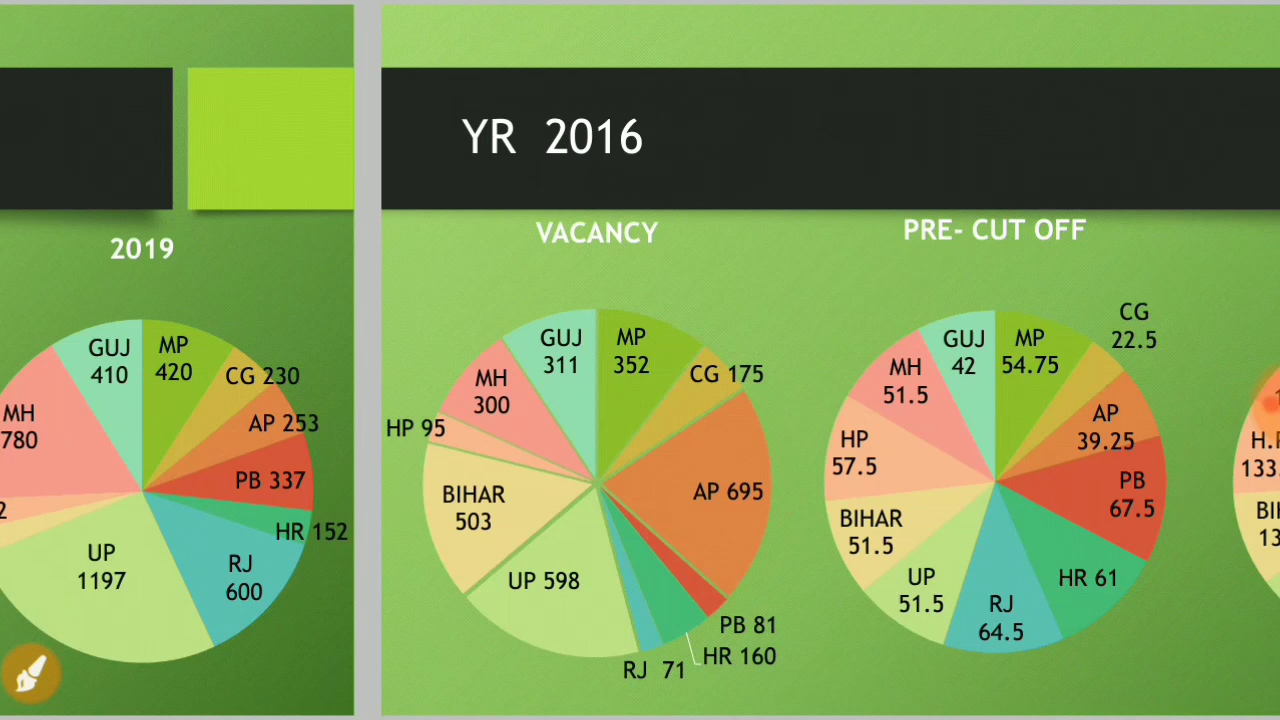 2019
GUJ
410
MP
420
CG 230
AP 253
MH
780
PB 337
2
HR 152
UP
1197
RJ
600
YR 2016
VACANCY
GUJ
311
MP
352
CG 175
MH
300
HP 95
AP 695
BIHAR
503
UP 598
PB 81
HR 160
RJ 71
PRE- CUT OFF
CG
22.5
GUJ
42
MP
54.75
MH
51.5
AP
39.25
HP
57.5
PB
67.5
BIHAR
51.5
HR 61
UP
51.5
RJ
64.5
133.
13